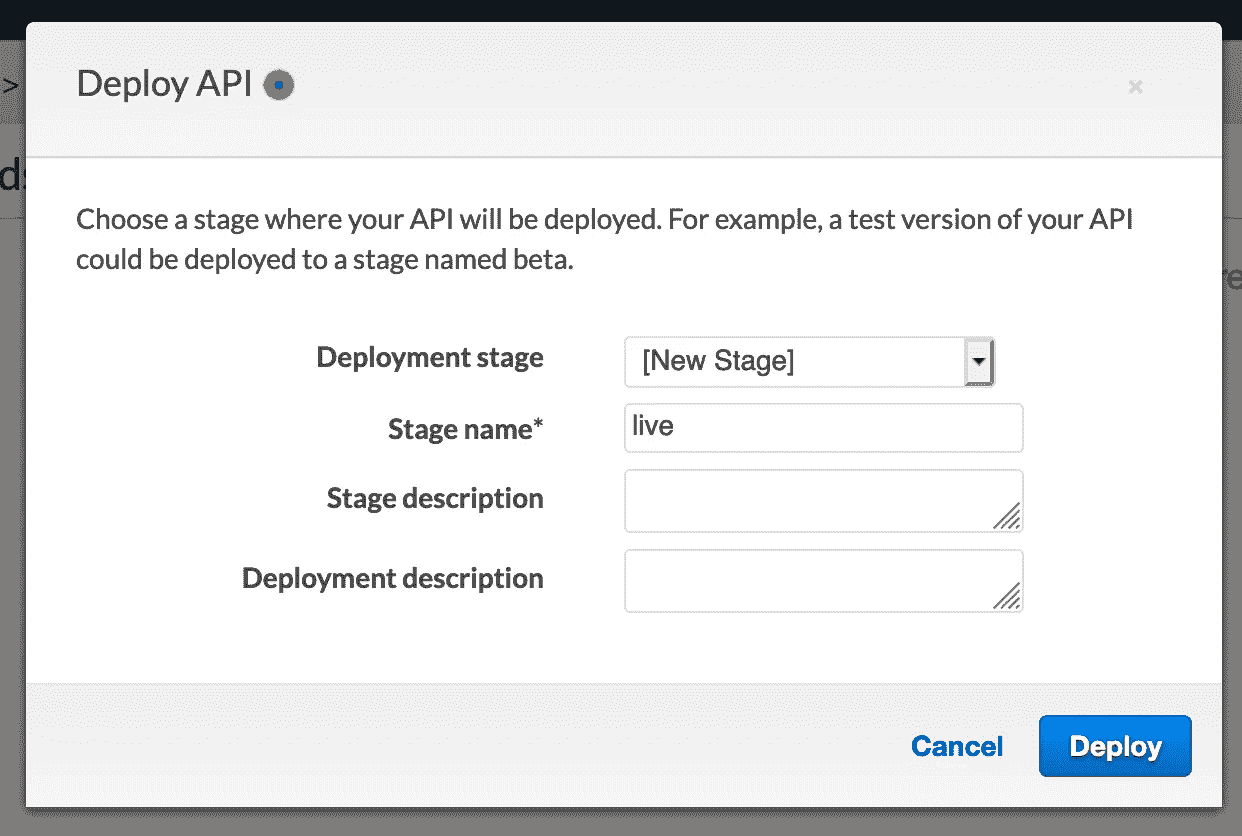 Deploy API
×
>
Choose a stage where your API will be deployed. For example, a test version of your API
could be deployed to a stage named beta.
Deployment stage [New Stage]
Stage name* live
Stage description
Deployment description
Cancel Deploy